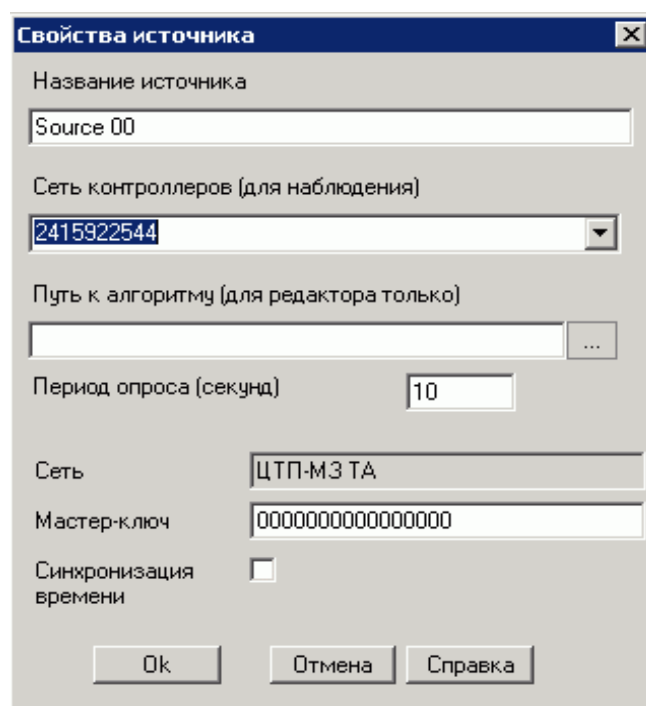 Свойства источника
Название источника
Source 00
Сеть контроллеров (для наблюдения)
2415922544
Путь к алгоритму (для редактора только)
...
Период опроса (секунд) 10
Сеть ЦТП-МЗ ТА
Мастер-ключ 0000000000000000
Синхронизация
времени
Ok Отмена Справка